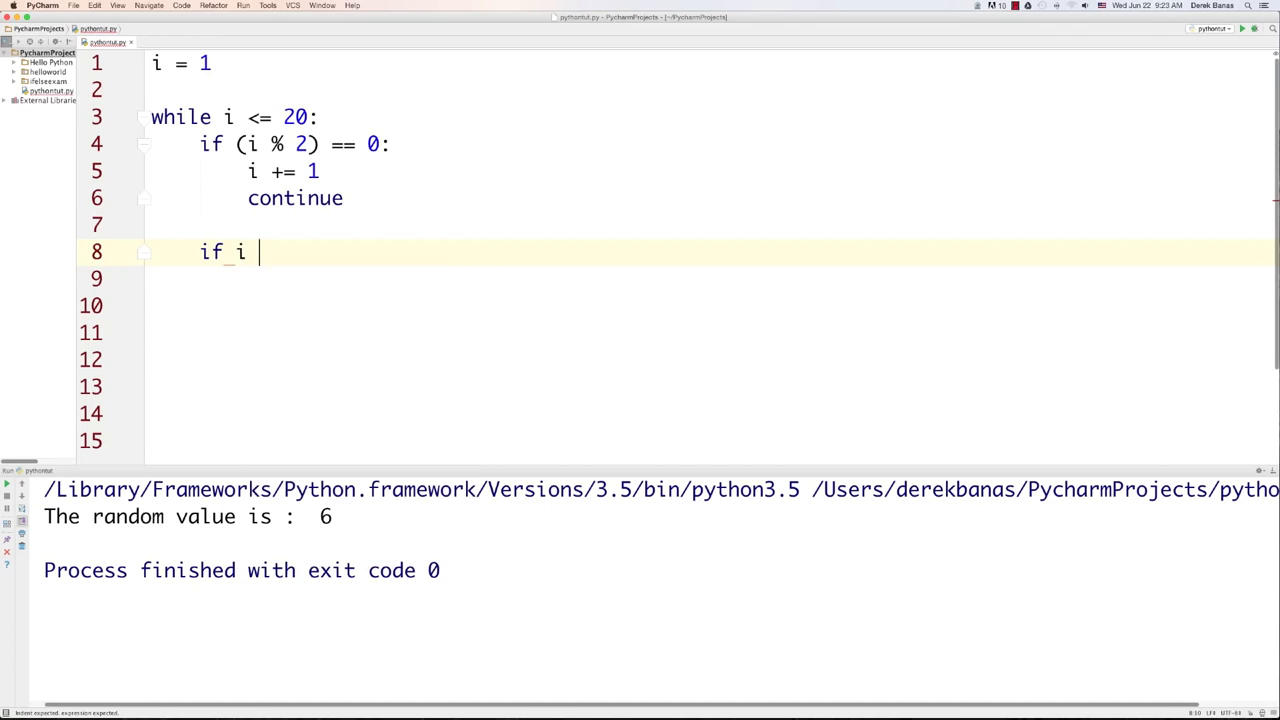 PyCharm File Edit View Navigate Code Refactor Run Tools VCS Window Help 10 Wed Jun 22 9:23 AM Derek Banas
pythontut.py - PycharmProjects - [~/PycharmProjects]
PycharmProjects pythontut.py pythontut
pythontut.py
PycharmProject
Hello Python
helloworld
ifelseexam
pythontut.py
External Librarie
1 i = 1
2
3 while i <= 20:
4 if (i % 2) == 0:
5 i += 1
6 continue
7
8 if i
9
10
11
12
13
14
15
Run pythontut
/Library/Frameworks/Python.framework/Versions/3.5/bin/python3.5 /Users/derekbanas/PycharmProjects/pytho
The random value is : 6
Process finished with exit code 0
Indent expected. expression expected. 8:10 LF÷ UTF-8÷